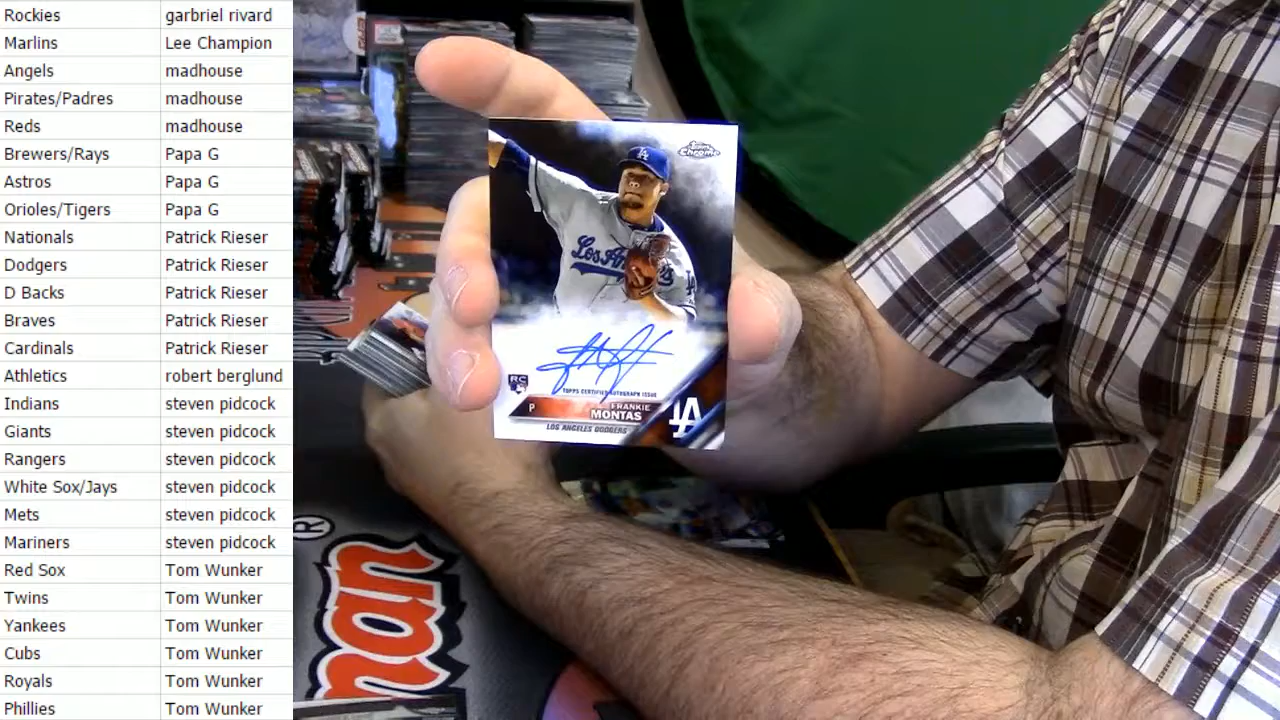 Rockies garbriel rivard
Marlins Lee Champion
Angels madhouse
Pirates/Padres madhouse
Reds madhouse
Brewers/Rays Papa G
Astros Papa G
Orioles/Tigers Papa G
Nationals Patrick Rieser
Dodgers Patrick Rieser
D Backs Patrick Rieser
Braves Patrick Rieser
Cardinals Patrick Rieser
Athletics robert berglund
Indians steven pidcock
Giants steven pidcock
Rangers steven pidcock
White Sox/Jays steven pidcock
Mets steven pidcock
Mariners steven pidcock
Red Sox Tom Wunker
Twins Tom Wunker
Yankees Tom Wunker
Cubs Tom Wunker
Royals Tom Wunker
Phillies Tom Wunker
LA
Topps Chrome
Los Angeles
RC
TOPPS CERTIFIED AUTOGRAPH ISSUE
P FRANKIE
MONTAS
LA
LOS ANGELES DODGERS
man
®